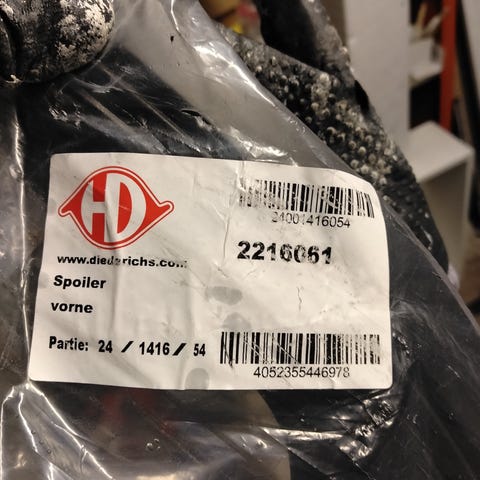 HD
24001416054
2216061
www.diederichs.com
Spoiler
vorne
Partie: 24 / 1416 / 54
4052355446978